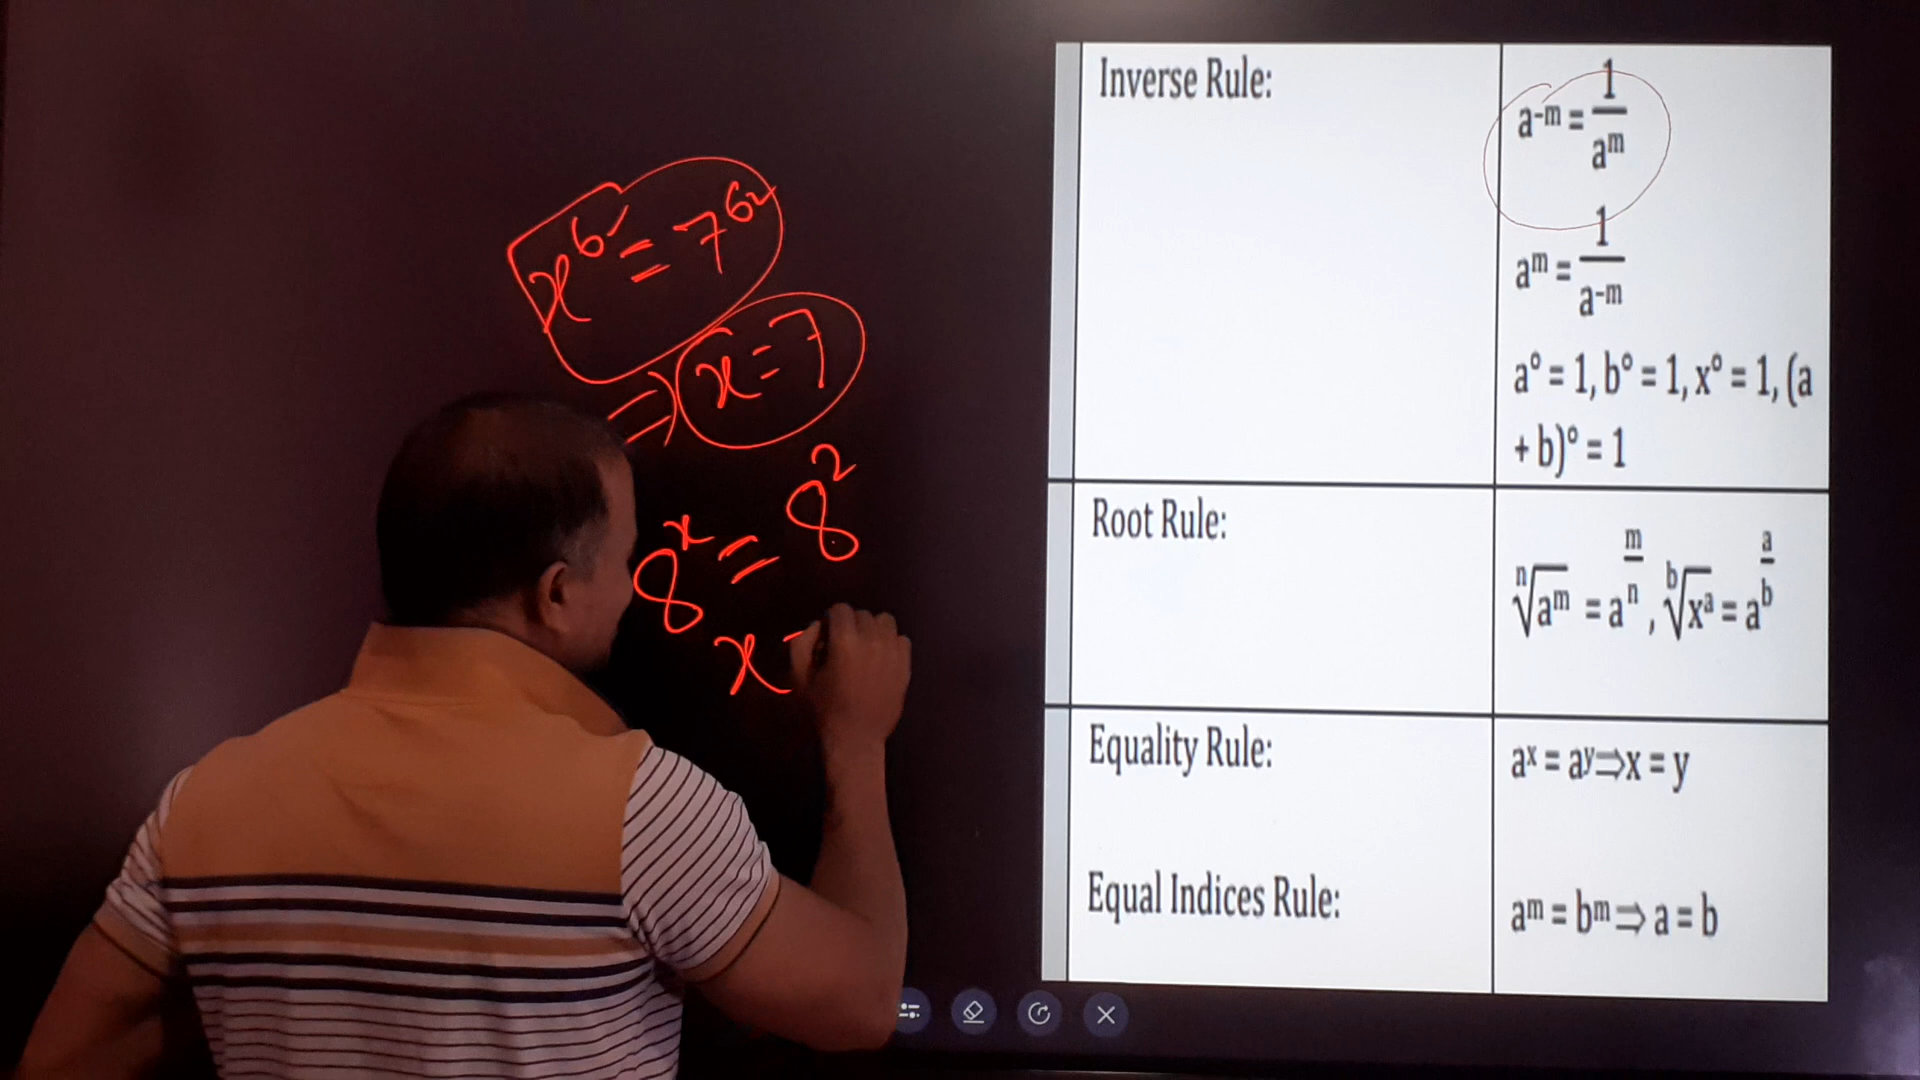 x⁶ = 7⁶
⇒ x = 7
8ˣ = 8²
x
Inverse Rule:
a⁻ᵐ = 1/aᵐ
aᵐ = 1/a⁻ᵐ
a° = 1, b° = 1, x° = 1, (a
+ b)° = 1
Root Rule:
ⁿ√aᵐ = a^(m/n) , ᵇ√xᵃ = a^(a/b)
Equality Rule:
aˣ = aʸ⇒x = y
Equal Indices Rule:
aᵐ = bᵐ⇒ a = b